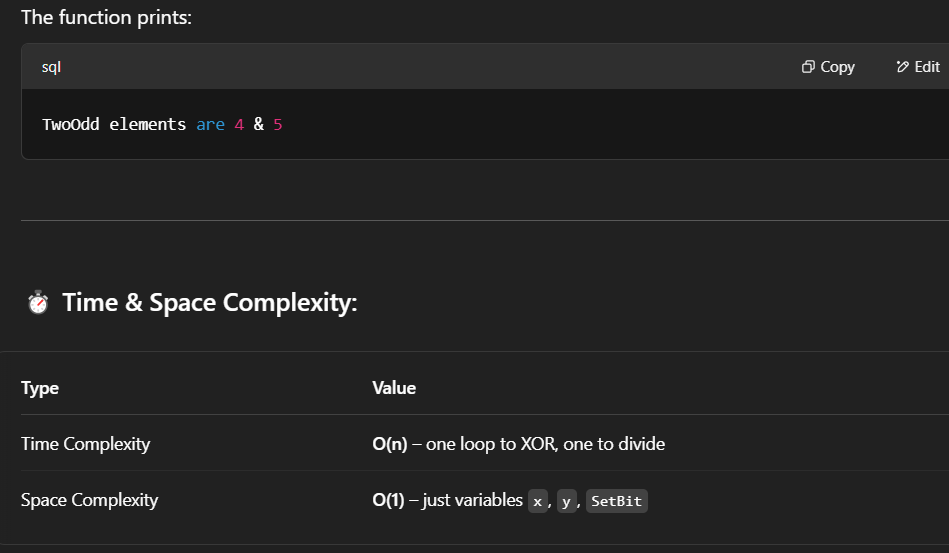 The function prints:
sql Copy Edit
TwoOdd elements are 4 & 5
Time & Space Complexity:
Type Value
Time Complexity O(n) – one loop to XOR, one to divide
Space Complexity O(1) – just variables x, y, SetBit